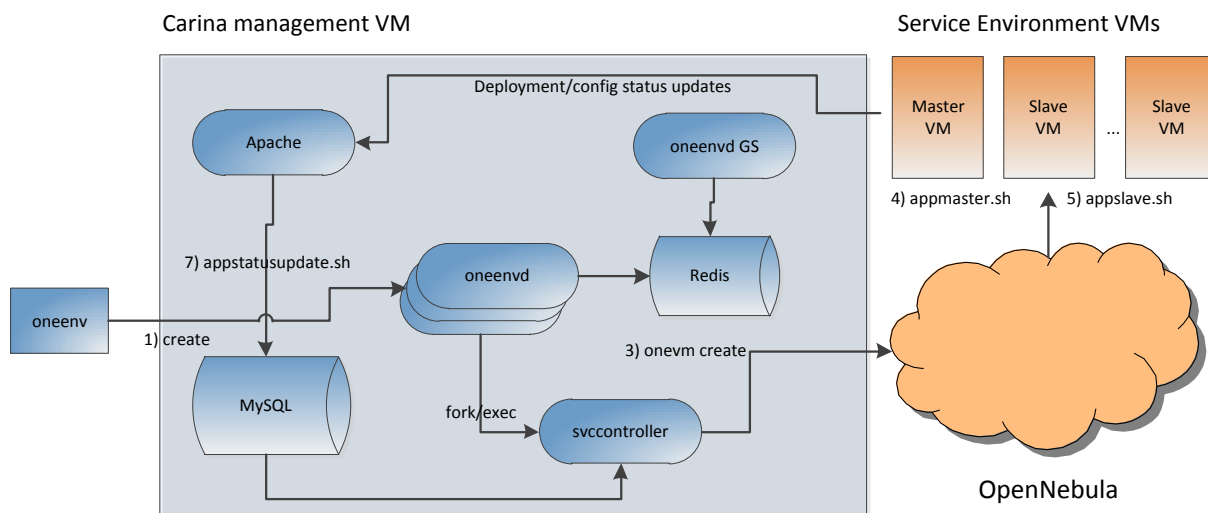 Carina management VM
Service Environment VMs
Deployment/config status updates
Apache
oneenvd GS
Master
VM
Slave
VM
...
Slave
VM
4) appmaster.sh
5) appslave.sh
7) appstatusupdate.sh
oneenvd
Redis
oneenv
1) create
3) onevm create
MySQL
fork/exec
svccontroller
OpenNebula